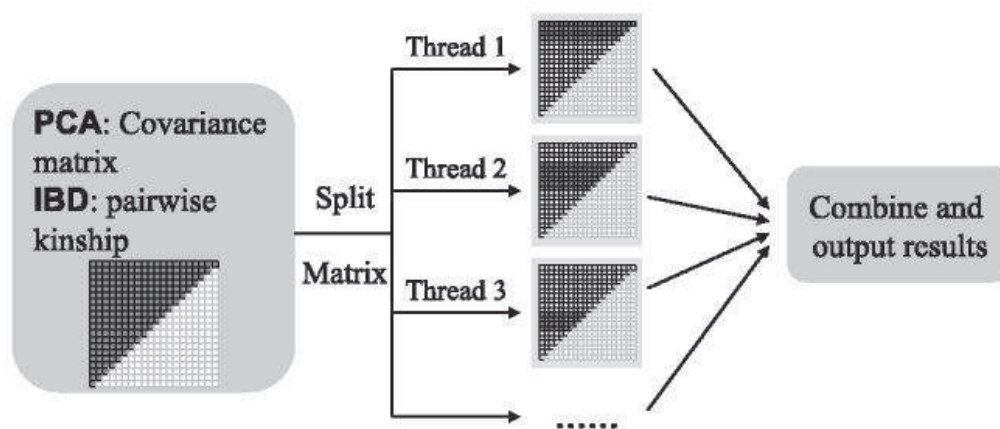 PCA: Covariance
matrix
IBD: pairwise
kinship
Split
Matrix
Thread 1
Thread 2
Thread 3
......
Combine and
output results